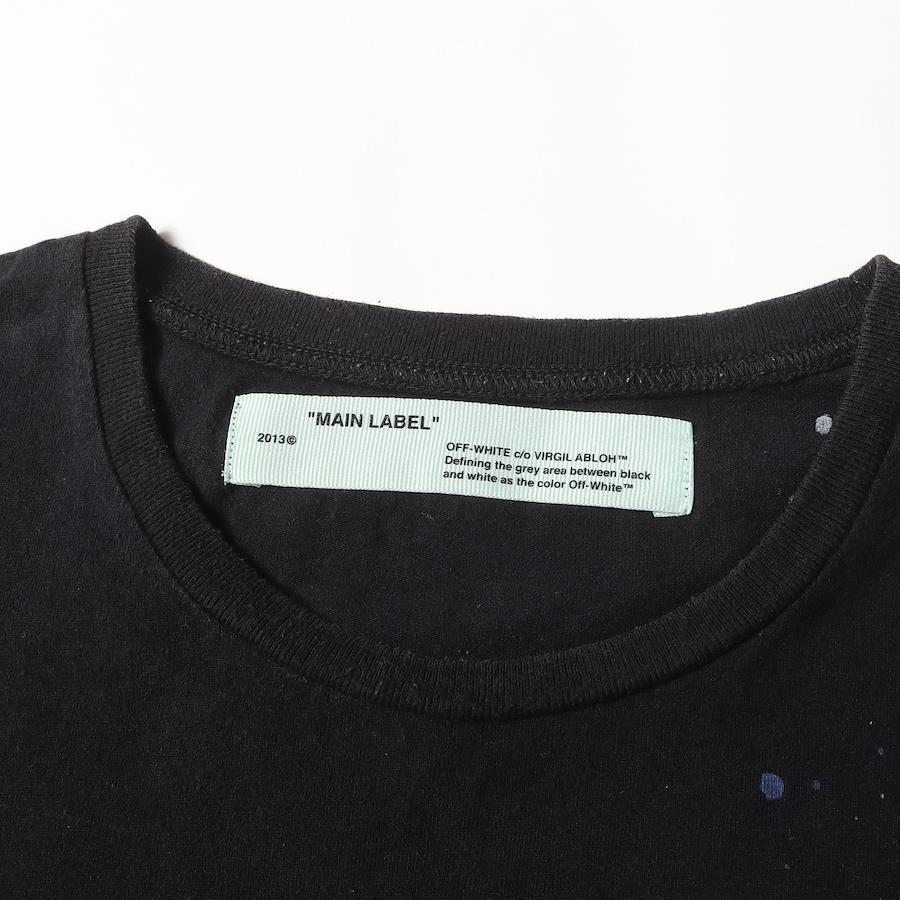 "MAIN LABEL"
2013©
OFF-WHITE c/o VIRGIL ABLOH™
Defining the grey area between black
and white as the color Off-White™